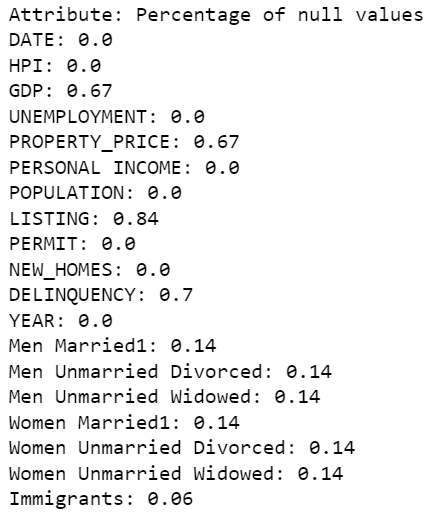 Attribute: Percentage of null values
DATE: 0.0
HPI: 0.0
GDP: 0.67
UNEMPLOYMENT: 0.0
PROPERTY_PRICE: 0.67
PERSONAL INCOME: 0.0
POPULATION: 0.0
LISTING: 0.84
PERMIT: 0.0
NEW_HOMES: 0.0
DELINQUENCY: 0.7
YEAR: 0.0
Men Married1: 0.14
Men Unmarried Divorced: 0.14
Men Unmarried Widowed: 0.14
Women Married1: 0.14
Women Unmarried Divorced: 0.14
Women Unmarried Widowed: 0.14
Immigrants: 0.06